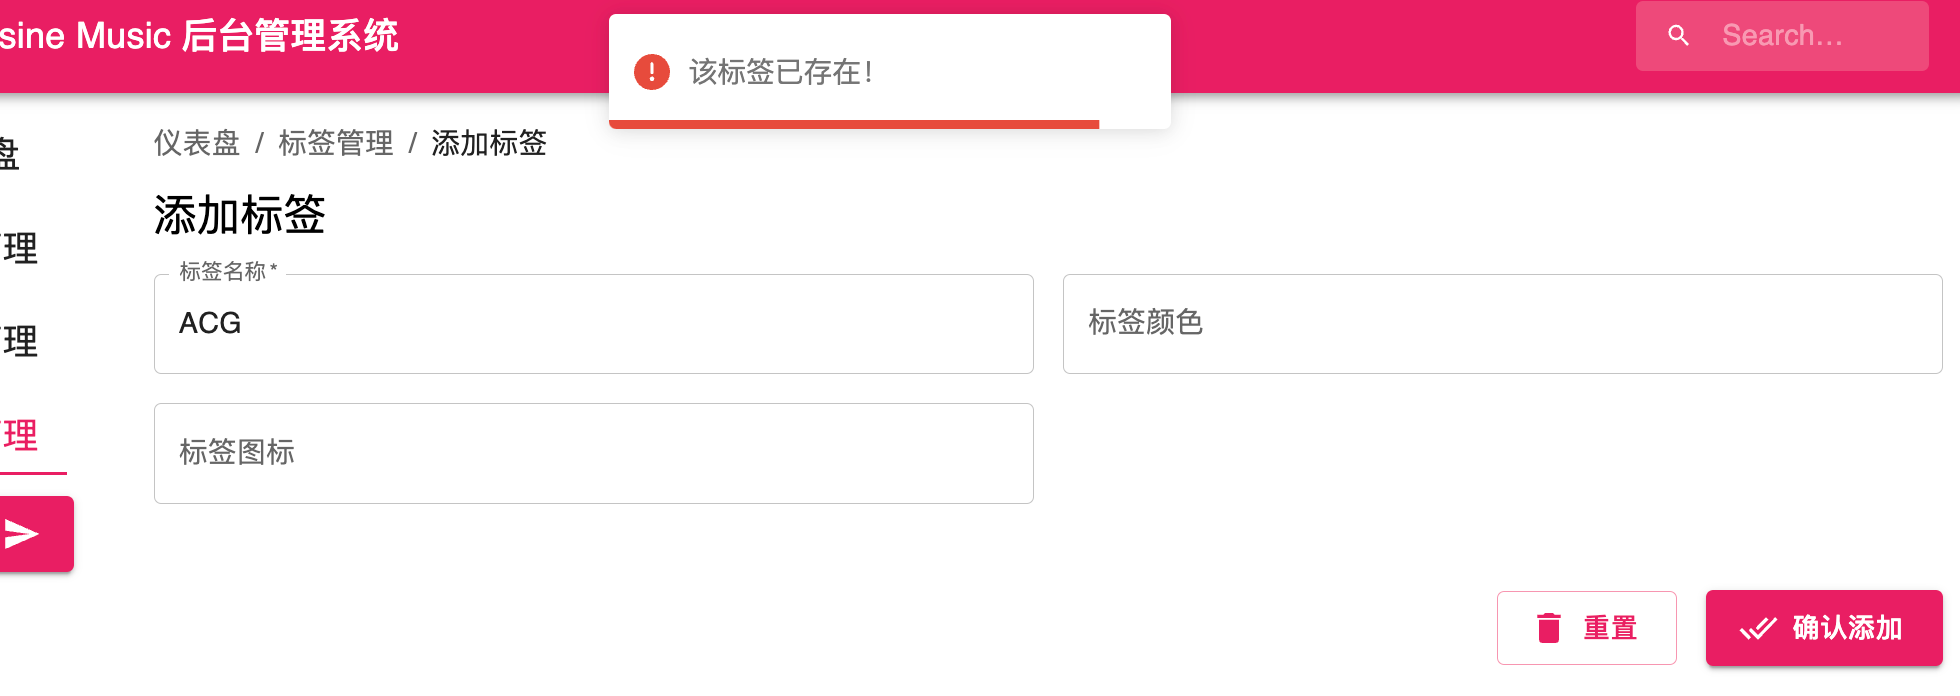 sine Music 后台管理系统
Search...
该标签已存在!
仪表盘 / 标签管理 / 添加标签
盘
添加标签
理
标签名称 *
ACG
标签颜色
理
理
标签图标
重置
确认添加